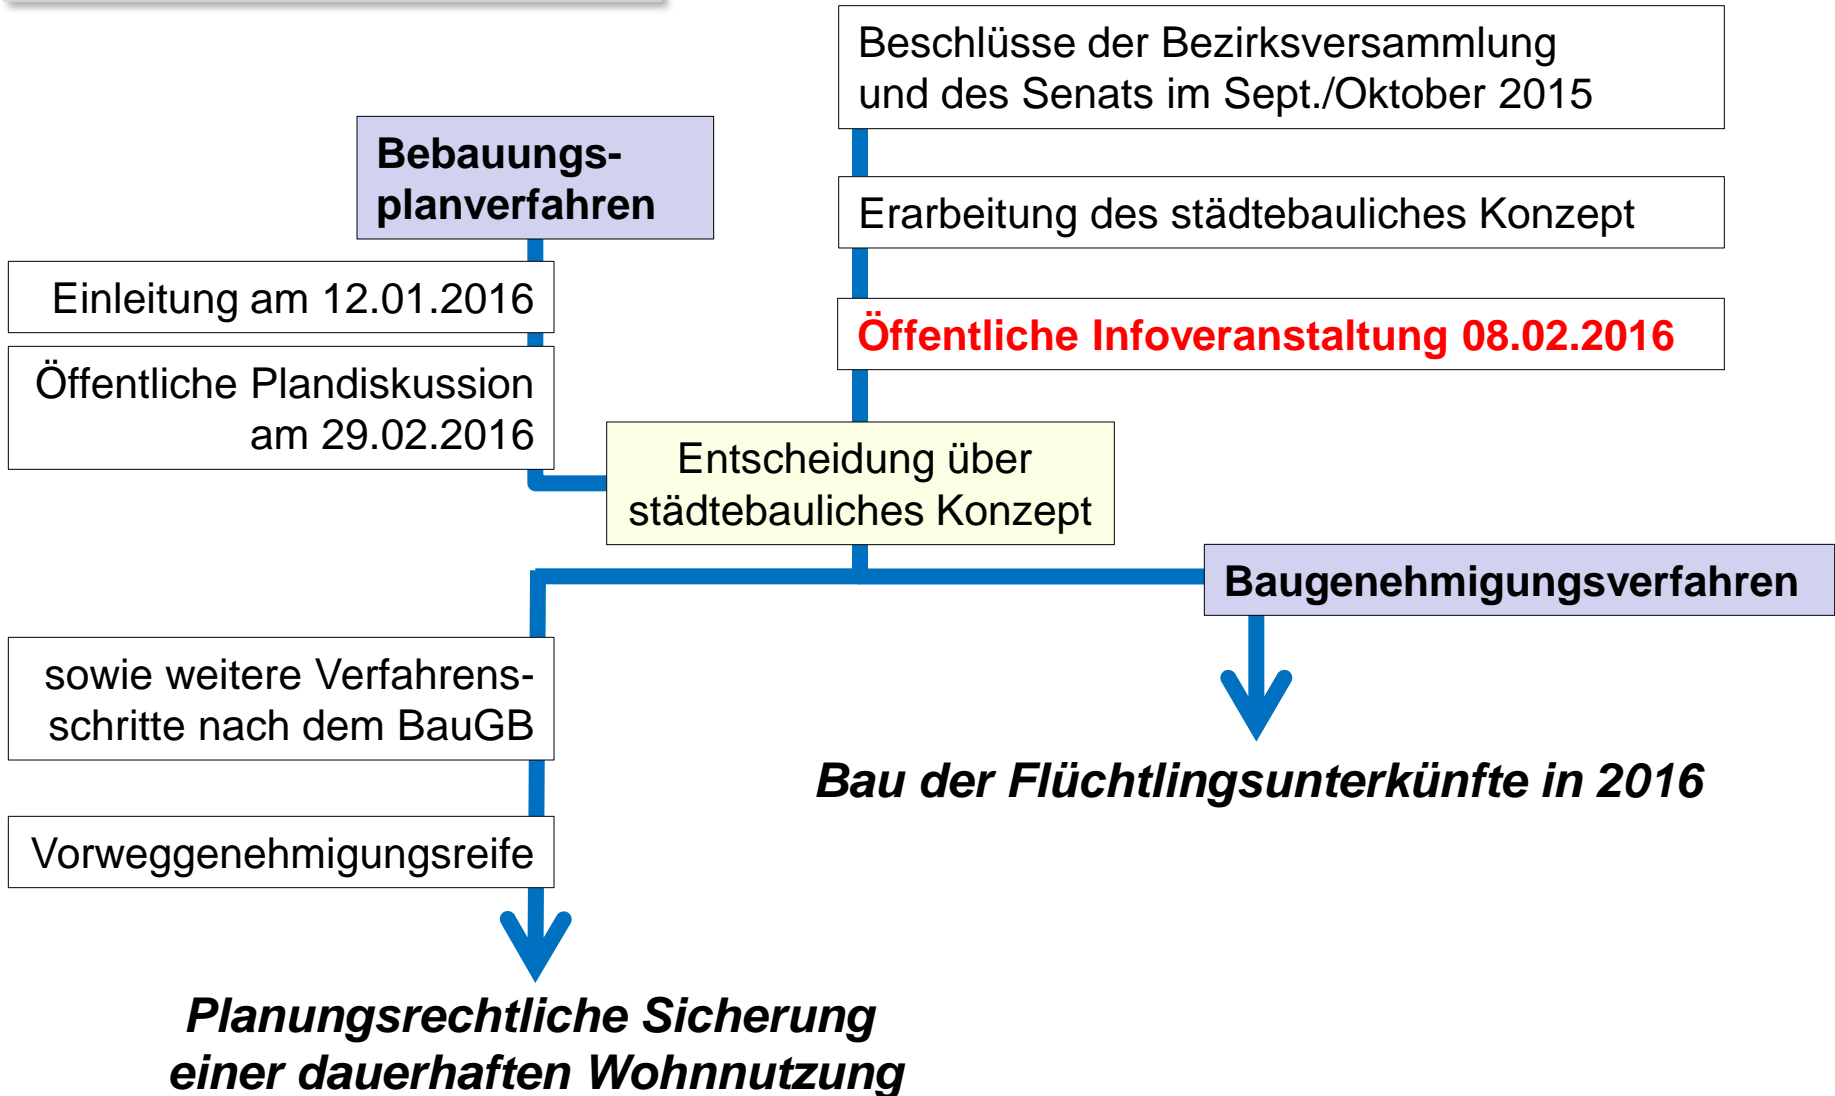 Beschlüsse der Bezirksversammlung
und des Senats im Sept./Oktober 2015
Bebauungs-
planverfahren
Erarbeitung des städtebauliches Konzept
Einleitung am 12.01.2016
Öffentliche Infoveranstaltung 08.02.2016
Öffentliche Plandiskussion
am 29.02.2016
Entscheidung über
städtebauliches Konzept
Baugenehmigungsverfahren
sowie weitere Verfahrens-
schritte nach dem BauGB
Bau der Flüchtlingsunterkünfte in 2016
Vorweggenehmigungsreife
Planungsrechtliche Sicherung
einer dauerhaften Wohnnutzung